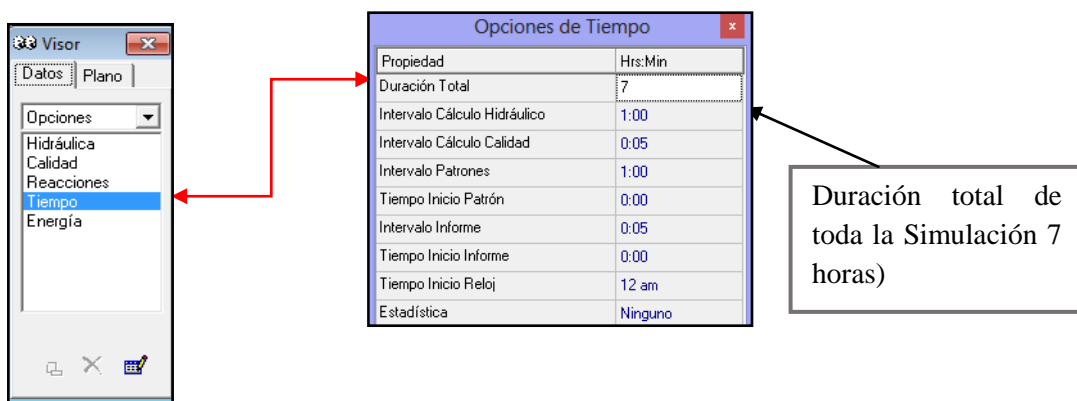 Visor
Datos Plano
Opciones
Hidráulica
Calidad
Reacciones
Tiempo
Energía
Opciones de Tiempo
Propiedad Hrs:Min
Duración Total 7
Intervalo Cálculo Hidráulico 1:00
Intervalo Cálculo Calidad 0:05
Intervalo Patrones 1:00
Tiempo Inicio Patrón 0:00
Intervalo Informe 0:05
Tiempo Inicio Informe 0:00
Tiempo Inicio Reloj 12 am
Estadística Ninguno
Duración total de
toda la Simulación 7
horas)